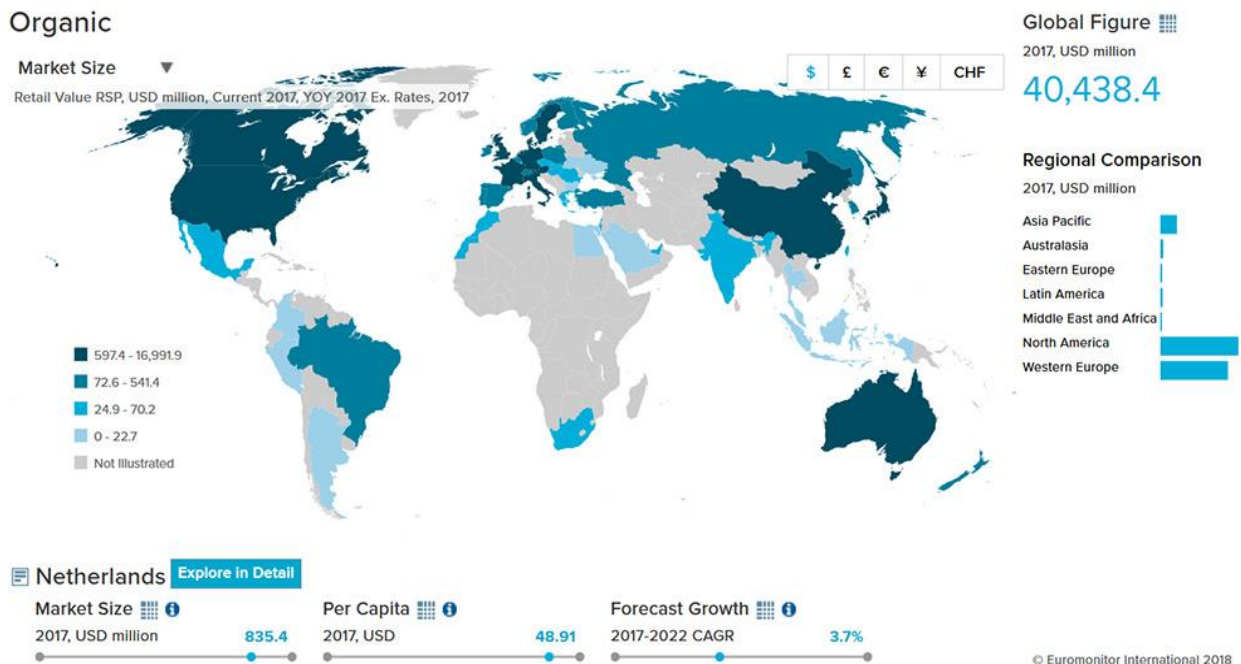 Organic
Market Size
Retail Value RSP, USD million, Current 2017, YOY 2017 Ex. Rates, 2017
$ £ € ¥ CHF
597.4 - 16,991.9
72.6 - 541.4
24.9 - 70.2
0 - 22.7
Not Illustrated
Global Figure
2017, USD million
40,438.4
Regional Comparison
2017, USD million
Asia Pacific
Australasia
Eastern Europe
Latin America
Middle East and Africa
North America
Western Europe
Netherlands Explore in Detail
Market Size
2017, USD million 835.4
Per Capita
2017, USD 48.91
Forecast Growth
2017-2022 CAGR 3.7%
© Euromonitor International 2018